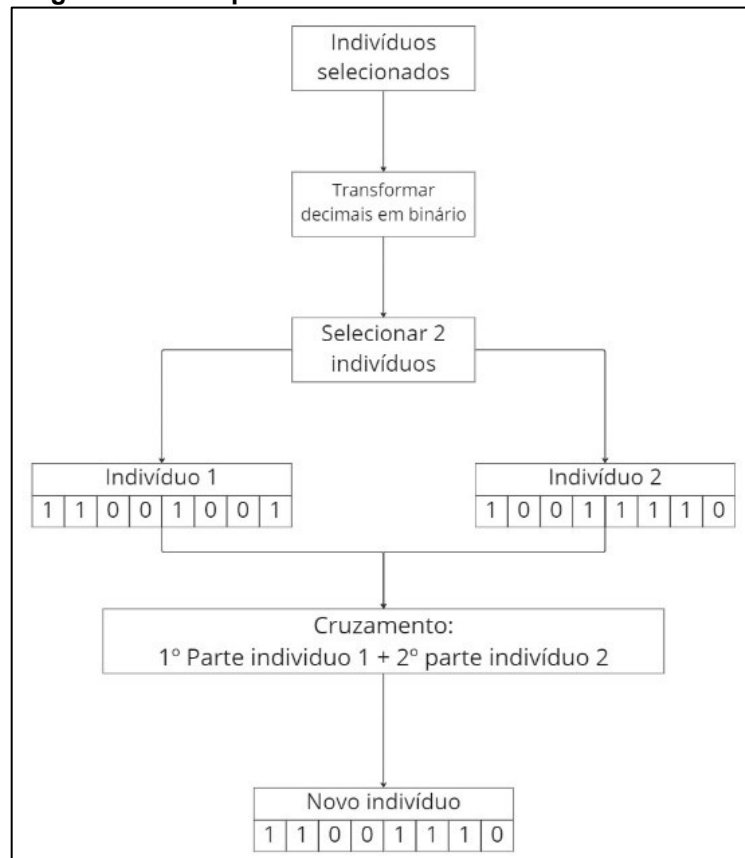 Indivíduos
selecionados
Transformar
decimais em binário
Selecionar 2
indivíduos
Indivíduo 1
1 1 0 0 1 0 0 1
Indivíduo 2
1 0 0 1 1 1 1 0
Cruzamento:
1º Parte individuo 1 + 2º parte indivíduo 2
Novo indivíduo
1 1 0 0 1 1 1 0